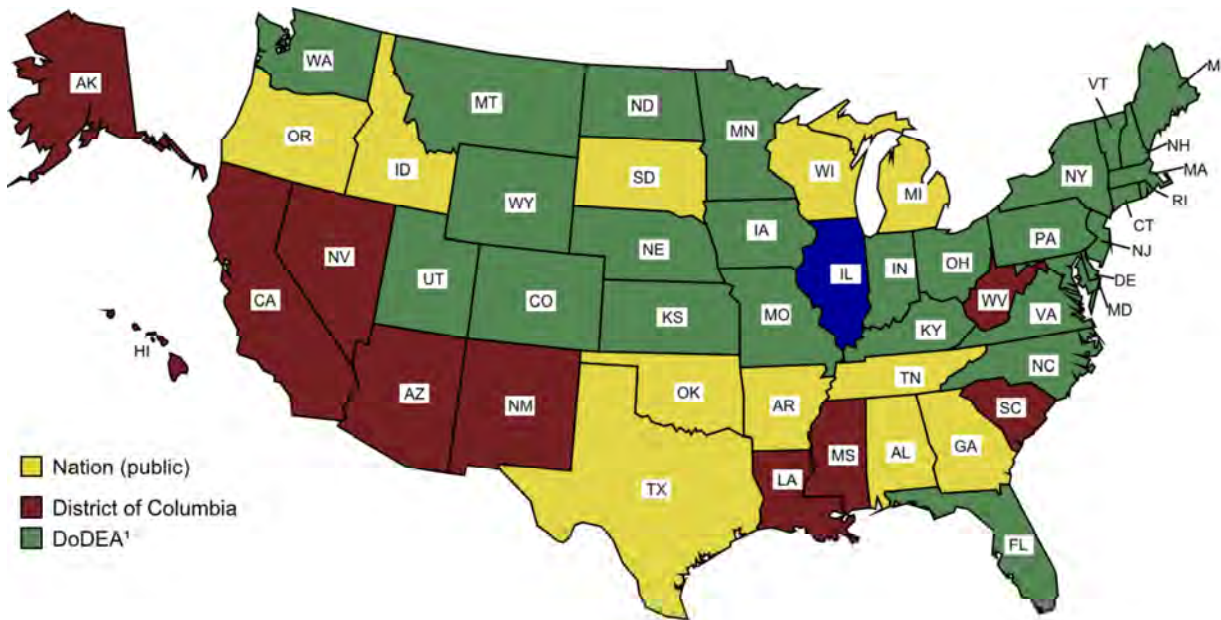 AK
WA
MT
ND
MN
VT
M
OR
ID
SD
WI
MI
NY
NH
MA
RI
CT
WY
IA
NE
PA
NJ
NV
UT
CO
IL
IN
OH
DE
MD
CA
WV
VA
KS
MO
KY
HI
NC
TN
AZ
NM
OK
AR
SC
MS
AL
GA
LA
TX
FL
Nation (public)
District of Columbia
DoDEA¹